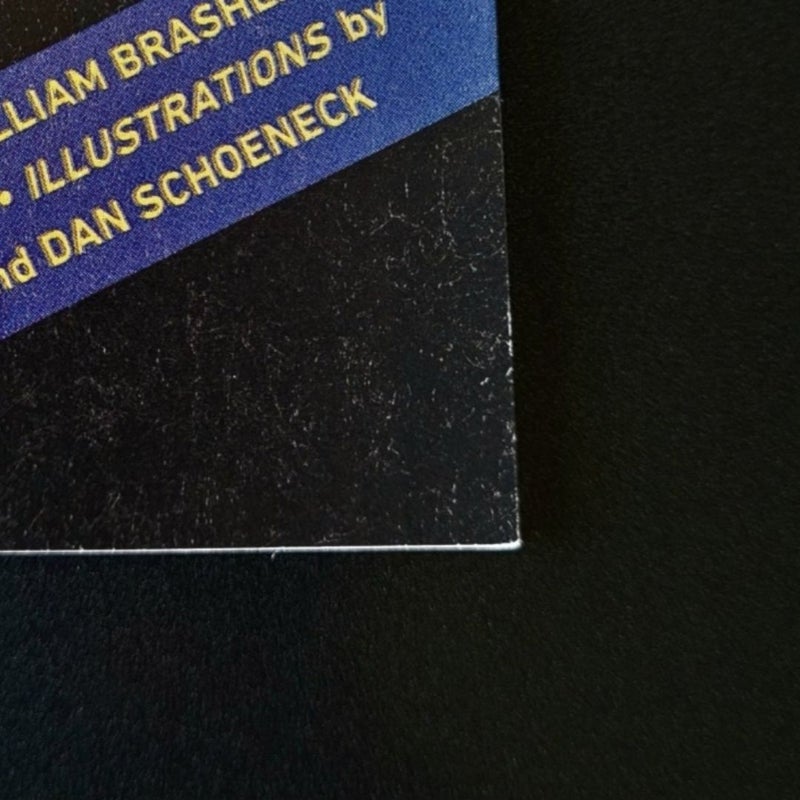 LLIAM BRASHE
• ILLUSTRATIONS by
nd DAN SCHOENECK